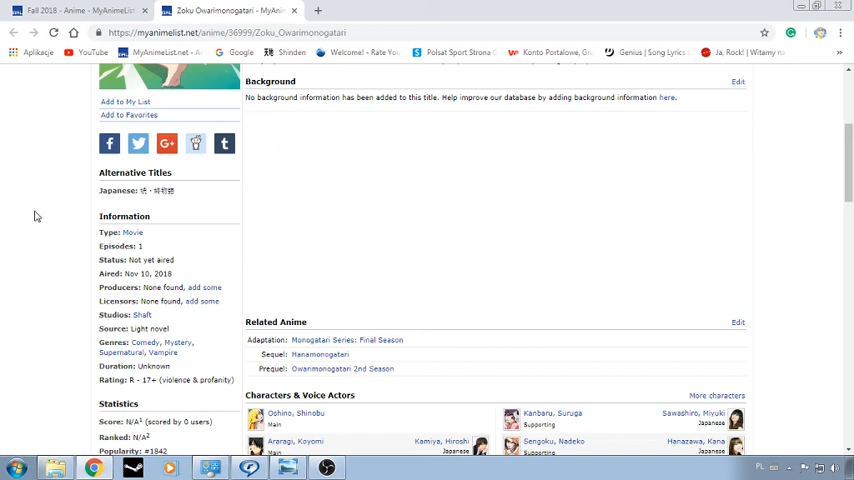 Fall 2018 - Anime - MyAnimeList
Zoku Owarimonogatari - MyAnim
https://myanimelist.net/anime/36999/Zoku_Owarimonogatari
Aplikacje YouTube MyAnimeList.net - A Google Shinden Welcome! - Rate You Polsat Sport Strona C Konto Portalowe, Gr Genius | Song Lyrics Ja, Rock! | Witamy na
Background Edit
No background information has been added to this title. Help improve our database by adding background information here.
Add to My List
Add to Favorites
Alternative Titles
Japanese: 続・終物語
Information
Type: Movie
Episodes: 1
Status: Not yet aired
Aired: Nov 10, 2018
Producers: None found, add some
Licensors: None found, add some
Studios: Shaft
Source: Light novel
Genres: Comedy, Mystery,
Supernatural, Vampire
Duration: Unknown
Rating: R - 17+ (violence & profanity)
Statistics
Score: N/A1 (scored by 0 users)
Ranked: N/A2
Popularity: #1842
Related Anime Edit
Adaptation: Monogatari Series: Final Season
Sequel: Hanamonogatari
Prequel: Owarimonogatari 2nd Season
Characters & Voice Actors More characters
Oshino, Shinobu
Main
Kanbaru, Suruga Sawashiro, Miyuki
Supporting Japanese
Araragi, Koyomi Kamiya, Hiroshi
Main Japanese
Sengoku, Nadeko Hanazawa, Kana
Supporting Japanese
PL